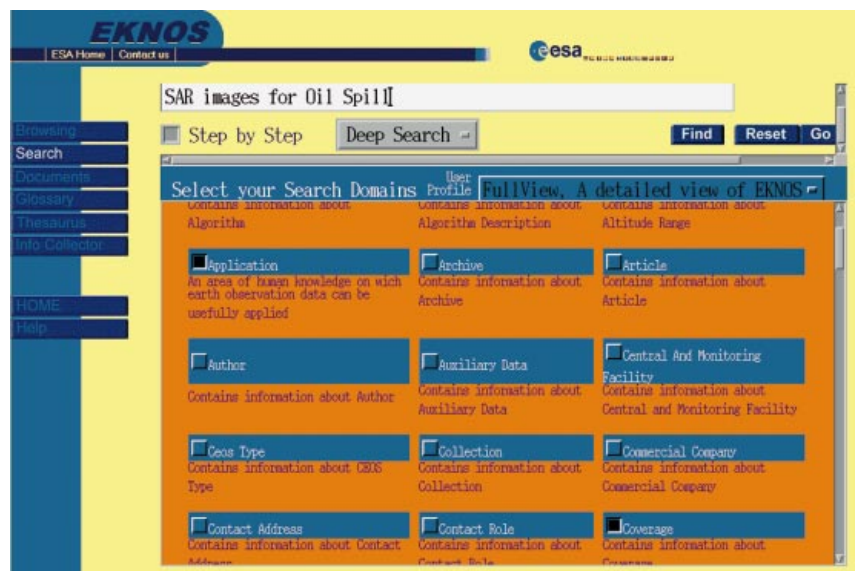 EKNOS
ESA Home | Contact us
esa
SAR images for Oil Spill
Step by Step
Deep Search
Find
Reset
Go
Browsing
Search
Documents
Glossary
Thesaurus
Info Collector
HOME
Help
Select your Search Domains
User Profile
FullView, A detailed view of EKNOS
Contains information about
Algorithm
Contains information about
Algorithm Description
Contains information about
Altitude Range
Application
An area of human knowledge on wich
earth observation data can be
usefully applied
Archive
Contains information about
Archive
Article
Contains information about
Article
Author
Contains information about Author
Auxiliary Data
Contains information about
Auxiliary Data
Central And Monitoring
Facility
Contains information about
Central and Monitoring Facility
Ceos Type
Contains information about CEOS
Type
Collection
Contains information about
Collection
Commercial Company
Contains information about
Commercial Company
Contact Address
Contains information about Contact
Address
Contact Role
Contains information about
Contact Role
Coverage
Contains information about
Coverage